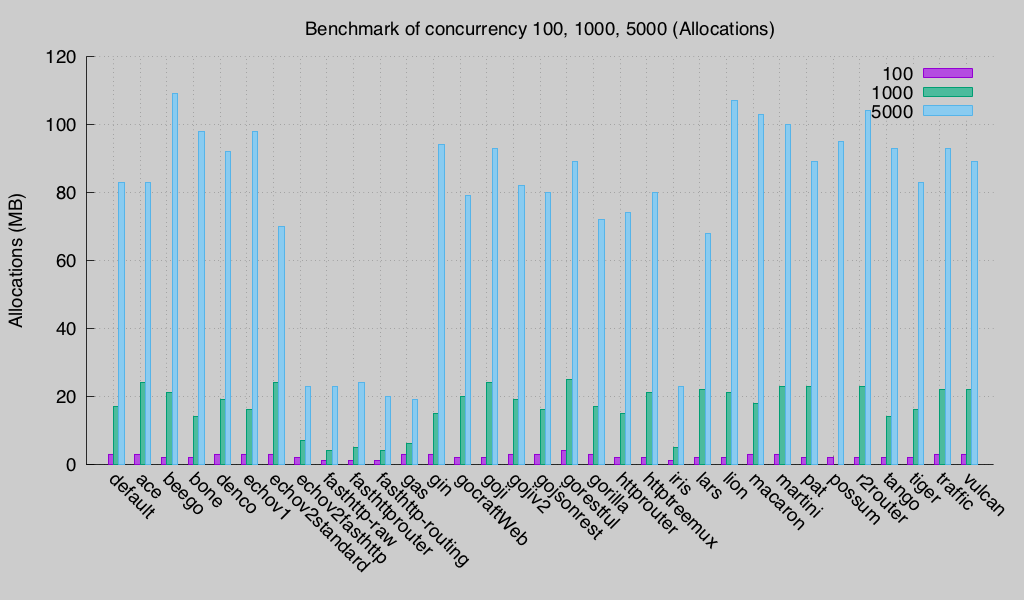 Benchmark of concurrency 100, 1000, 5000 (Allocations)
Allocations (MB)
120
100
80
60
40
20
0
100
1000
5000
default
ace
beego
bone
denco
echov1
echov2standard
echov2fasthttp
fasthttp-raw
fasthttprouter
fasthttp-routing
gas
gin
gocraftWeb
goji
gojiv2
gojsonrest
gorestful
gorilla
httprouter
httptreemux
iris
lars
lion
macaron
martini
pat
possum
r2router
tango
tiger
traffic
vulcan